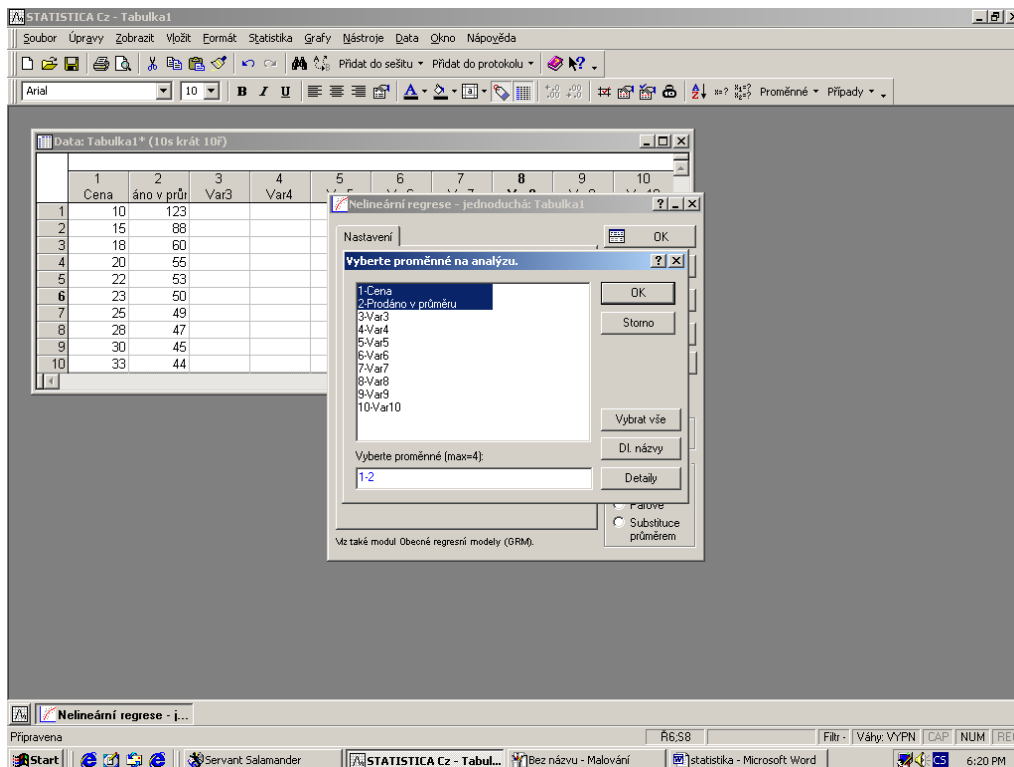 STATISTICA Cz - Tabulka1
Soubor Úpravy Zobrazit Vložit Formát Statistika Grafy Nástroje Data Okno Nápověda
Přidat do sešitu Přidat do protokolu
Arial 10 B I U Proměnné Případy
Data: Tabulka1* (10s krát 10ř)
1 2 3 4 5 6 7 8 9 10
Cena áno v průr Var3 Var4
1 10 123
2 15 88
3 18 60
4 20 55
5 22 53
6 23 50
7 25 49
8 28 47
9 30 45
10 33 44
Nelineární regrese - jednoduchá: Tabulka1
Nastavení
OK
Vyberte proměnné na analýzu.
1-Cena
2-Prodáno v průměru
3-Var3
4-Var4
5-Var5
6-Var6
7-Var7
8-Var8
9-Var9
10-Var10
OK
Storno
Vybrat vše
Dl. názvy
Detaily
Vyberte proměnné (max=4):
1-2
Párové
Substituce
průměrem
Viz také modul Obecné regresní modely (GRM).
Nelineární regrese - j...
Připravena Ř6;S8 Filtr - Váhy: VYPN CAP NUM REC
Start Servant Salamander STATISTICA Cz - Tabul... Bez názvu - Malování statistika - Microsoft Word CS 6:20 PM